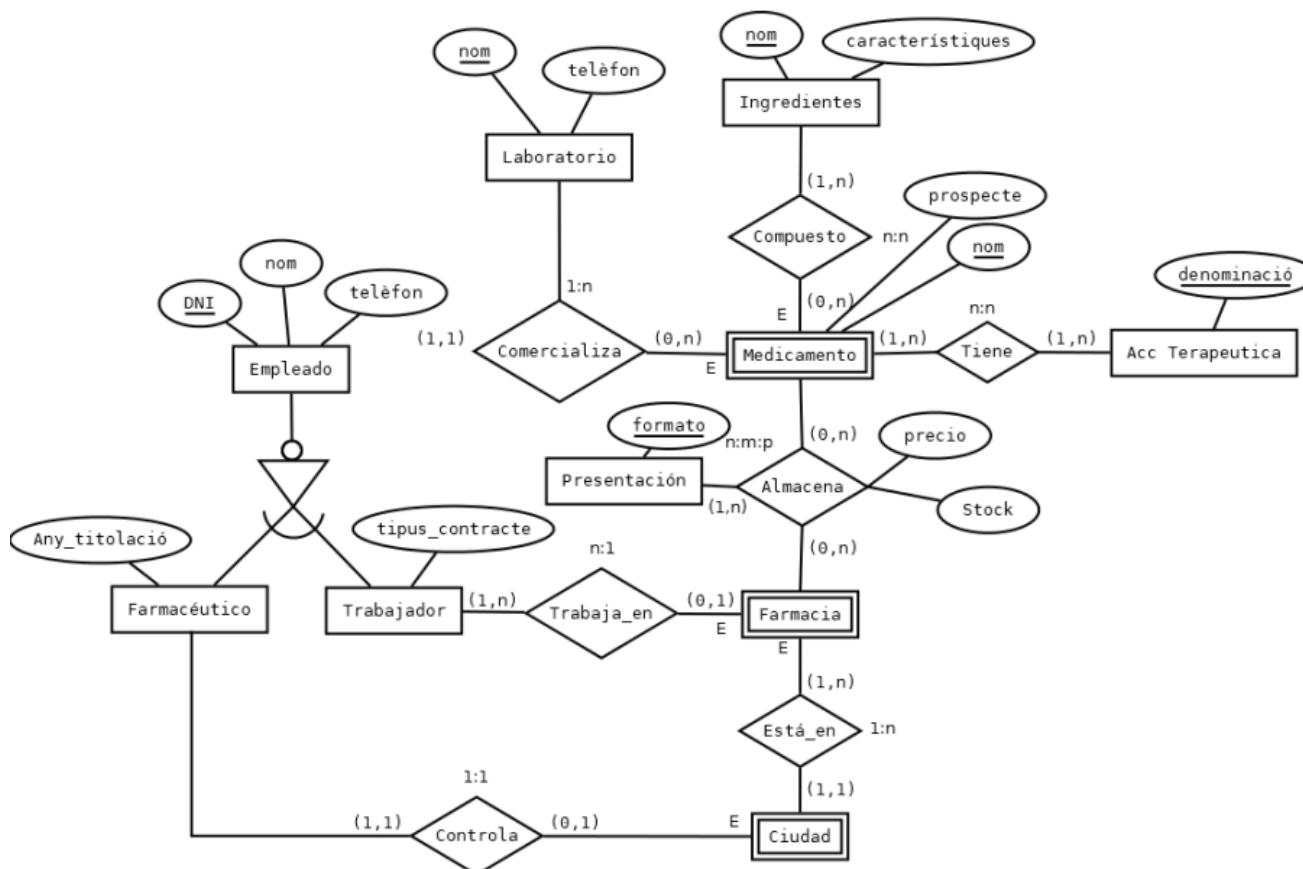 nom
telèfon
Laboratorio
nom
característiques
Ingredientes
(1,n)
Compuesto
n:n
(0,n)
E
prospecte
nom
denominació
n:n
DNI
nom
telèfon
Empleado
1:n
(1,1)
Comercializa
(0,n)
E
Medicamento
(1,n)
Tiene
(1,n)
Acc Terapeutica
formato
n:m:p
(0,n)
precio
Presentación
(1,n)
Almacena
Stock
(0,n)
Any_titolació
tipus_contracte
Farmacéutico
Trabajador
(1,n)
n:1
Trabaja_en
(0,1)
E
Farmacia
E
(1,n)
Está_en
1:n
(1,1)
1:1
(1,1)
Controla
(0,1)
E
Ciudad